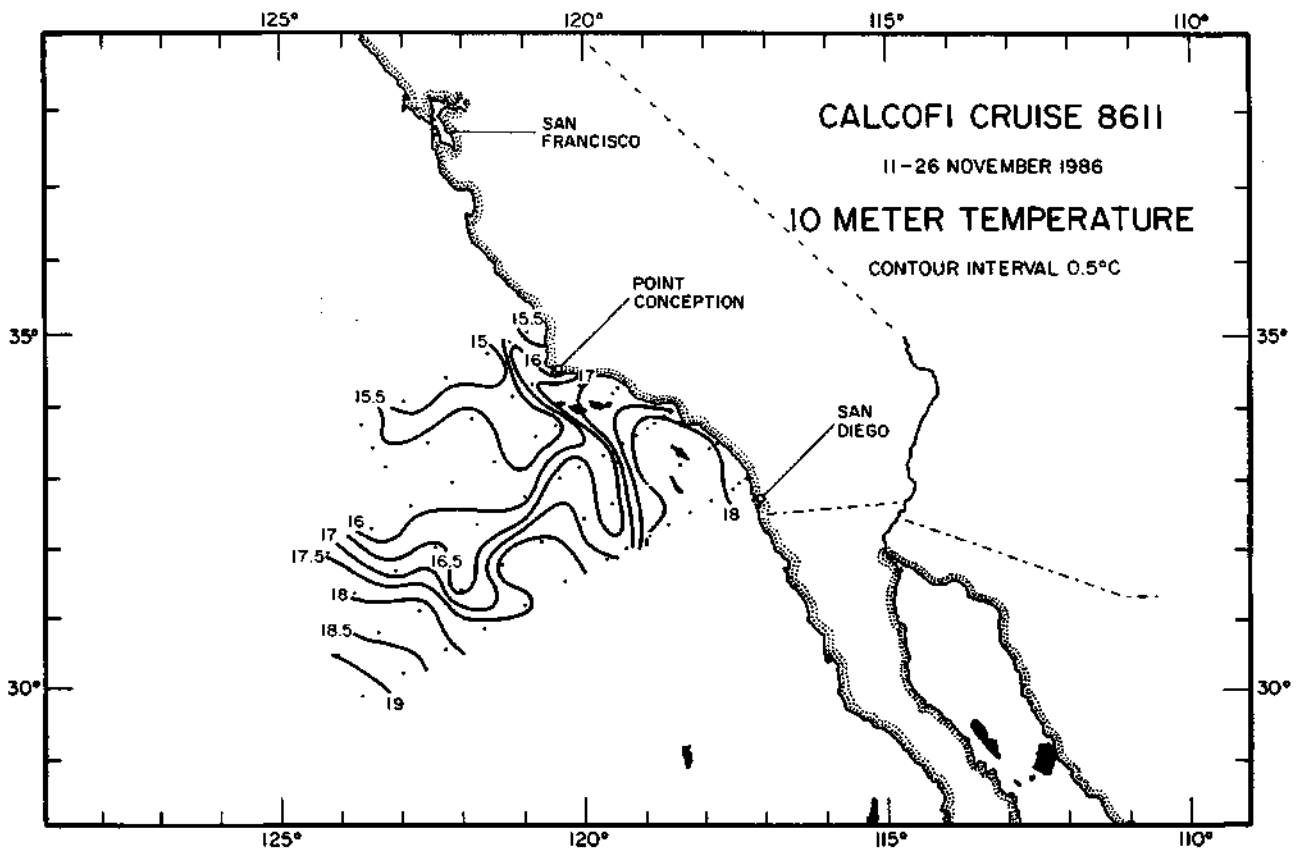 125°
120°
115°
110°
CALCOFI CRUISE 8611
11-26 NOVEMBER 1986
10 METER TEMPERATURE
CONTOUR INTERVAL 0.5°C
SAN
FRANCISCO
POINT
CONCEPTION
35°
35°
15.5
15
16
17
15.5
SAN
DIEGO
18
16
17
17.5
16.5
18
18.5
19
30°
30°
125°
120°
115°
110°